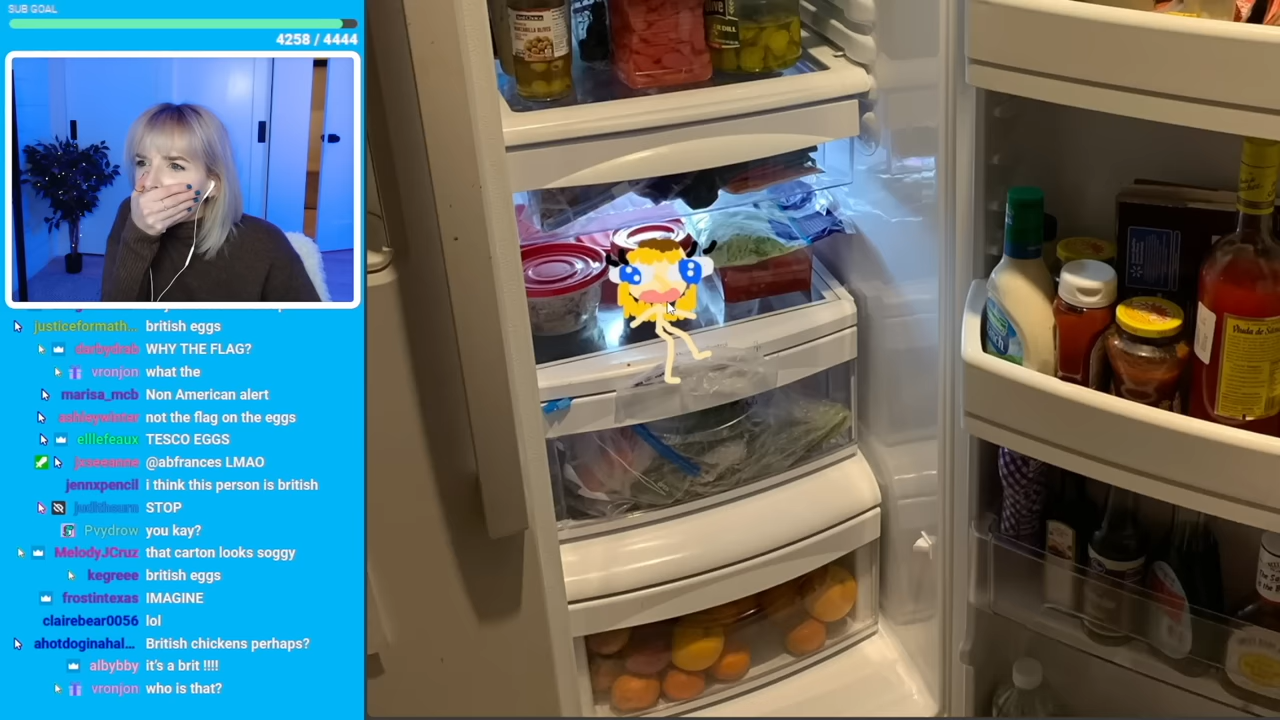 SUB GOAL
4258 / 4444
justiceformath... british eggs
WHY THE FLAG?
vronjon what the
marisa_mcb Non American alert
ashleywinter not the flag on the eggs
elllefeaux TESCO EGGS
@abfrances LMAO
jennxpencil i think this person is british
STOP
Pvydrow you kay?
MelodyJCruz that carton looks soggy
kegreee british eggs
frostintexas IMAGINE
clairebear0056 lol
ahotdoginahal... British chickens perhaps?
albybby it's a brit !!!!
vronjon who is that?